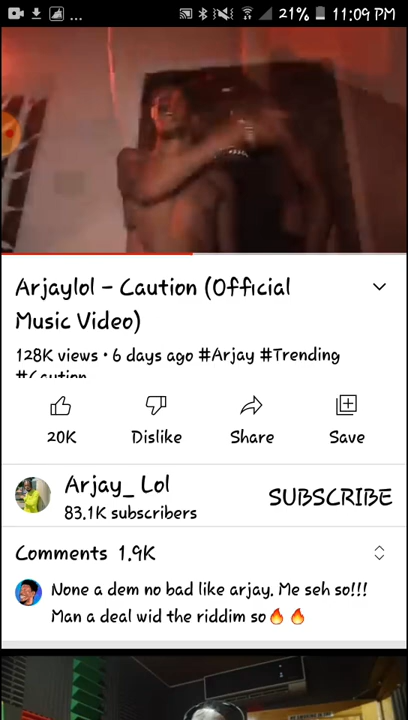 21% 11:09 PM
Arjaylol - Caution (Official
Music Video)
128K views • 6 days ago #Arjay #Trending
#Caution
20K Dislike Share Save
Arjay_ Lol
83.1K subscribers
SUBSCRIBE
Comments 1.9K
None a dem no bad like arjay. Me seh so!!!
Man a deal wid the riddim so🔥🔥